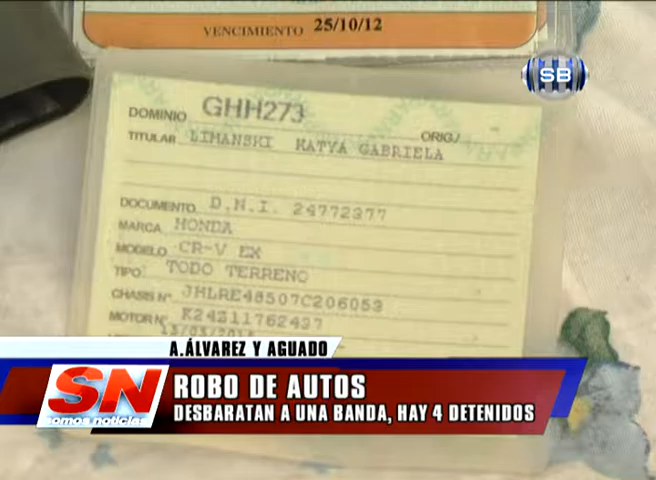 VENCIMIENTO 25/10/12
SB
DOMINIO GHH273
ORIG/
TITULAR LIMANSKI KATYA GABRIELA
DOCUMENTO D.N.I. 24772377
MARCA HONDA
MODELO CR-V EX
TIPO: TODO TERRENO
CHASIS Nº JHLRE48507C206053
MOTOR Nº K24Z11762437
A.ÁLVAREZ Y AGUADO
SN
somos noticias
ROBO DE AUTOS
DESBARATAN A UNA BANDA, HAY 4 DETENIDOS